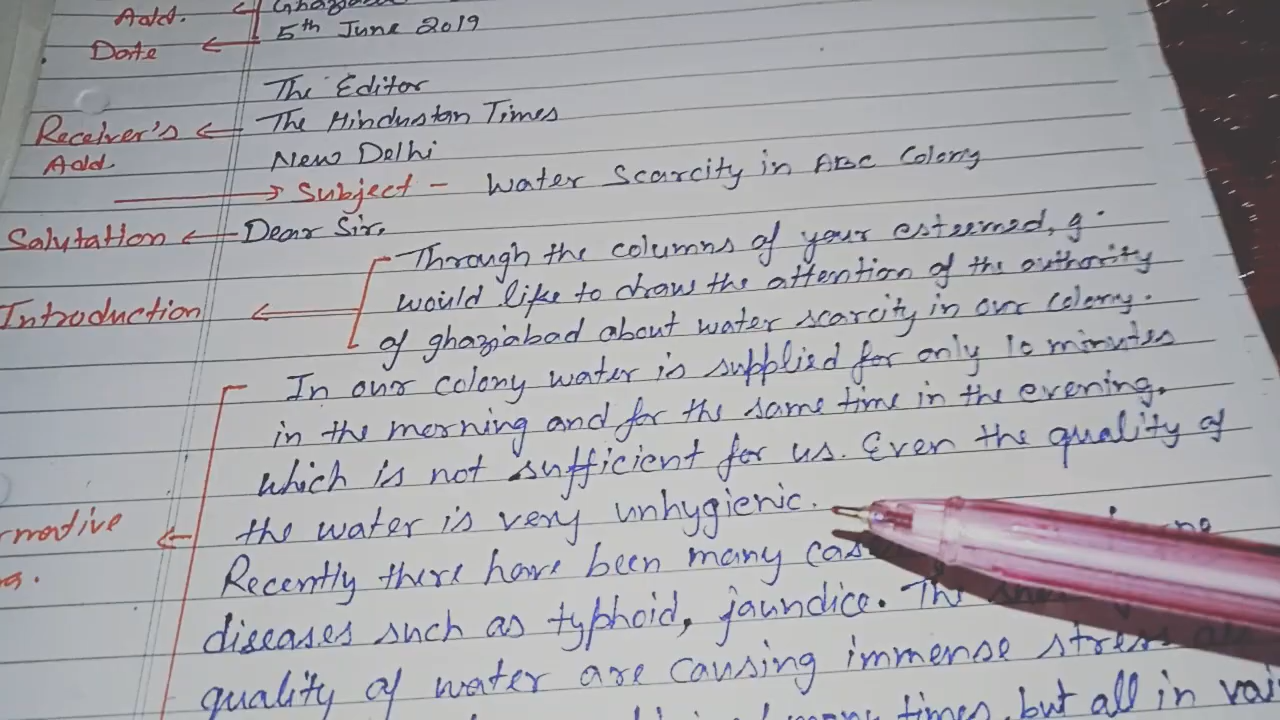 Add.
5th June 2019
Date
The Editor
Receiver's The Hindustan Times
Add. New Delhi
Subject - Water Scarcity in ABC Colony
Salutation Dear Sir,
Through the columns of your esteemed, g.
Introduction would like to draw the attention of the authority
of ghaziabad about water scarcity in our colony.
In our colony water is supplied for only 10 minutes
in the morning and for the same time in the evening,
which is not sufficient for us. Even the quality of
the water is very unhygienic.
Recently there have been many
diseases such as typhoid, jaundice. The
quality of water are causing immense stress
many times, but all in